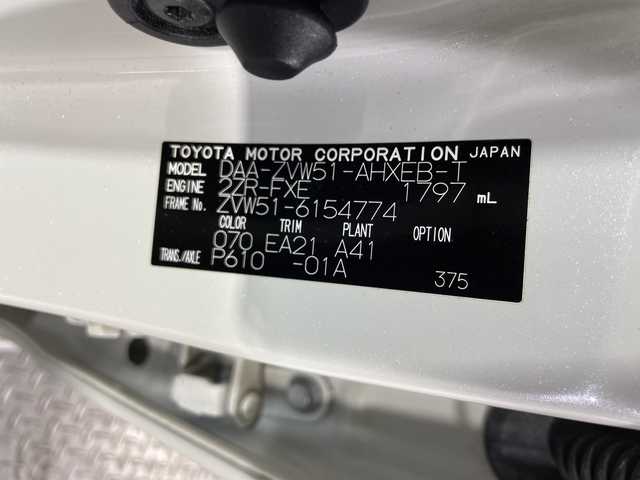 TOYOTA MOTOR CORPORATION JAPAN
MODEL DAA-ZVW51-AHXEB-T
ENGINE 2ZR-FXE 1797 mL
FRAME No. ZVW51-6154774
COLOR TRIM PLANT OPTION
070 EA21 A41
TRANS./AXLE P610 -01A
375